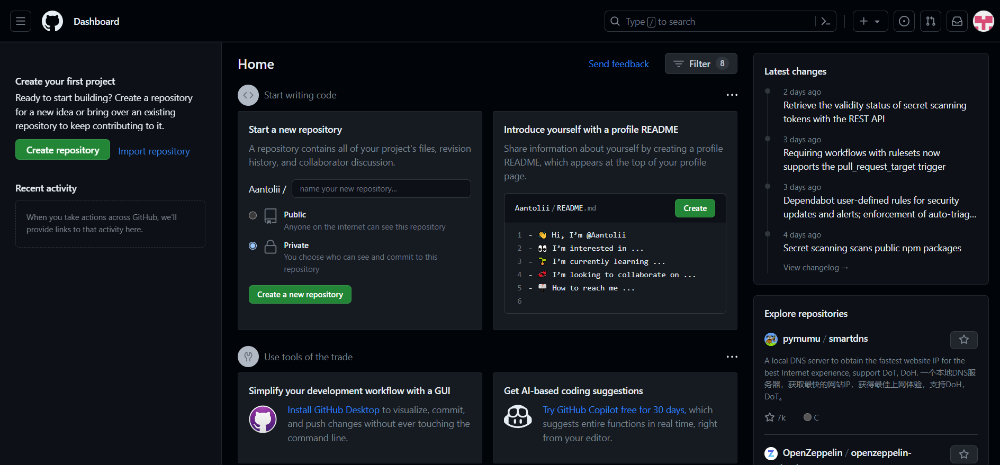 Dashboard
Type / to search
Create your first project
Ready to start building? Create a repository
for a new idea or bring over an existing
repository to keep contributing to it.
Create repository
Import repository
Recent activity
When you take actions across GitHub, we'll
provide links to that activity here.
Home
Send feedback
Filter 8
Start writing code
Start a new repository
A repository contains all of your project's files, revision
history, and collaborator discussion.
Aantolii /
name your new repository...
Public
Anyone on the internet can see this repository
Private
You choose who can see and commit to this
repository
Create a new repository
Introduce yourself with a profile README
Share information about yourself by creating a profile
README, which appears at the top of your profile
page.
Aantolii / README.md
Create
1 - 👋 Hi, I'm @Aantolii
2 - 👀 I'm interested in ...
3 - 🌱 I'm currently learning ...
4 - 💞️ I'm looking to collaborate on ...
5 - 📫 How to reach me ...
6
Use tools of the trade
Simplify your development workflow with a GUI
Install GitHub Desktop to visualize, commit,
and push changes without ever touching the
command line.
Get AI-based coding suggestions
Try GitHub Copilot free for 30 days, which
suggests entire functions in real time, right
from your editor.
Latest changes
2 days ago
Retrieve the validity status of secret scanning
tokens with the REST API
3 days ago
Requiring workflows with rulesets now
supports the pull_request_target trigger
3 days ago
Dependabot user-defined rules for security
updates and alerts; enforcement of auto-triag...
4 days ago
Secret scanning scans public npm packages
View changelog →
Explore repositories
pymumu / smartdns
A local DNS server to obtain the fastest website IP for the
best Internet experience, support DoT, DoH. 一个本地DNS服
务器，获取最快的网站IP，获得最佳上网体验，支持DoH，
DoT。
7k
C
OpenZeppelin / openzeppelin-